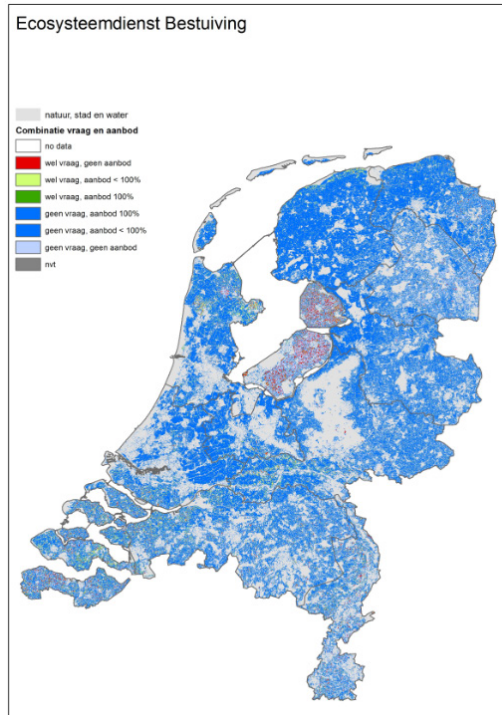 Ecosysteemdienst Bestuiving
natuur, stad en water
Combinatie vraag en aanbod
no data
wel vraag, geen aanbod
wel vraag, aanbod < 100%
wel vraag, aanbod 100%
geen vraag, aanbod 100%
geen vraag, aanbod < 100%
geen vraag, geen aanbod
nvt